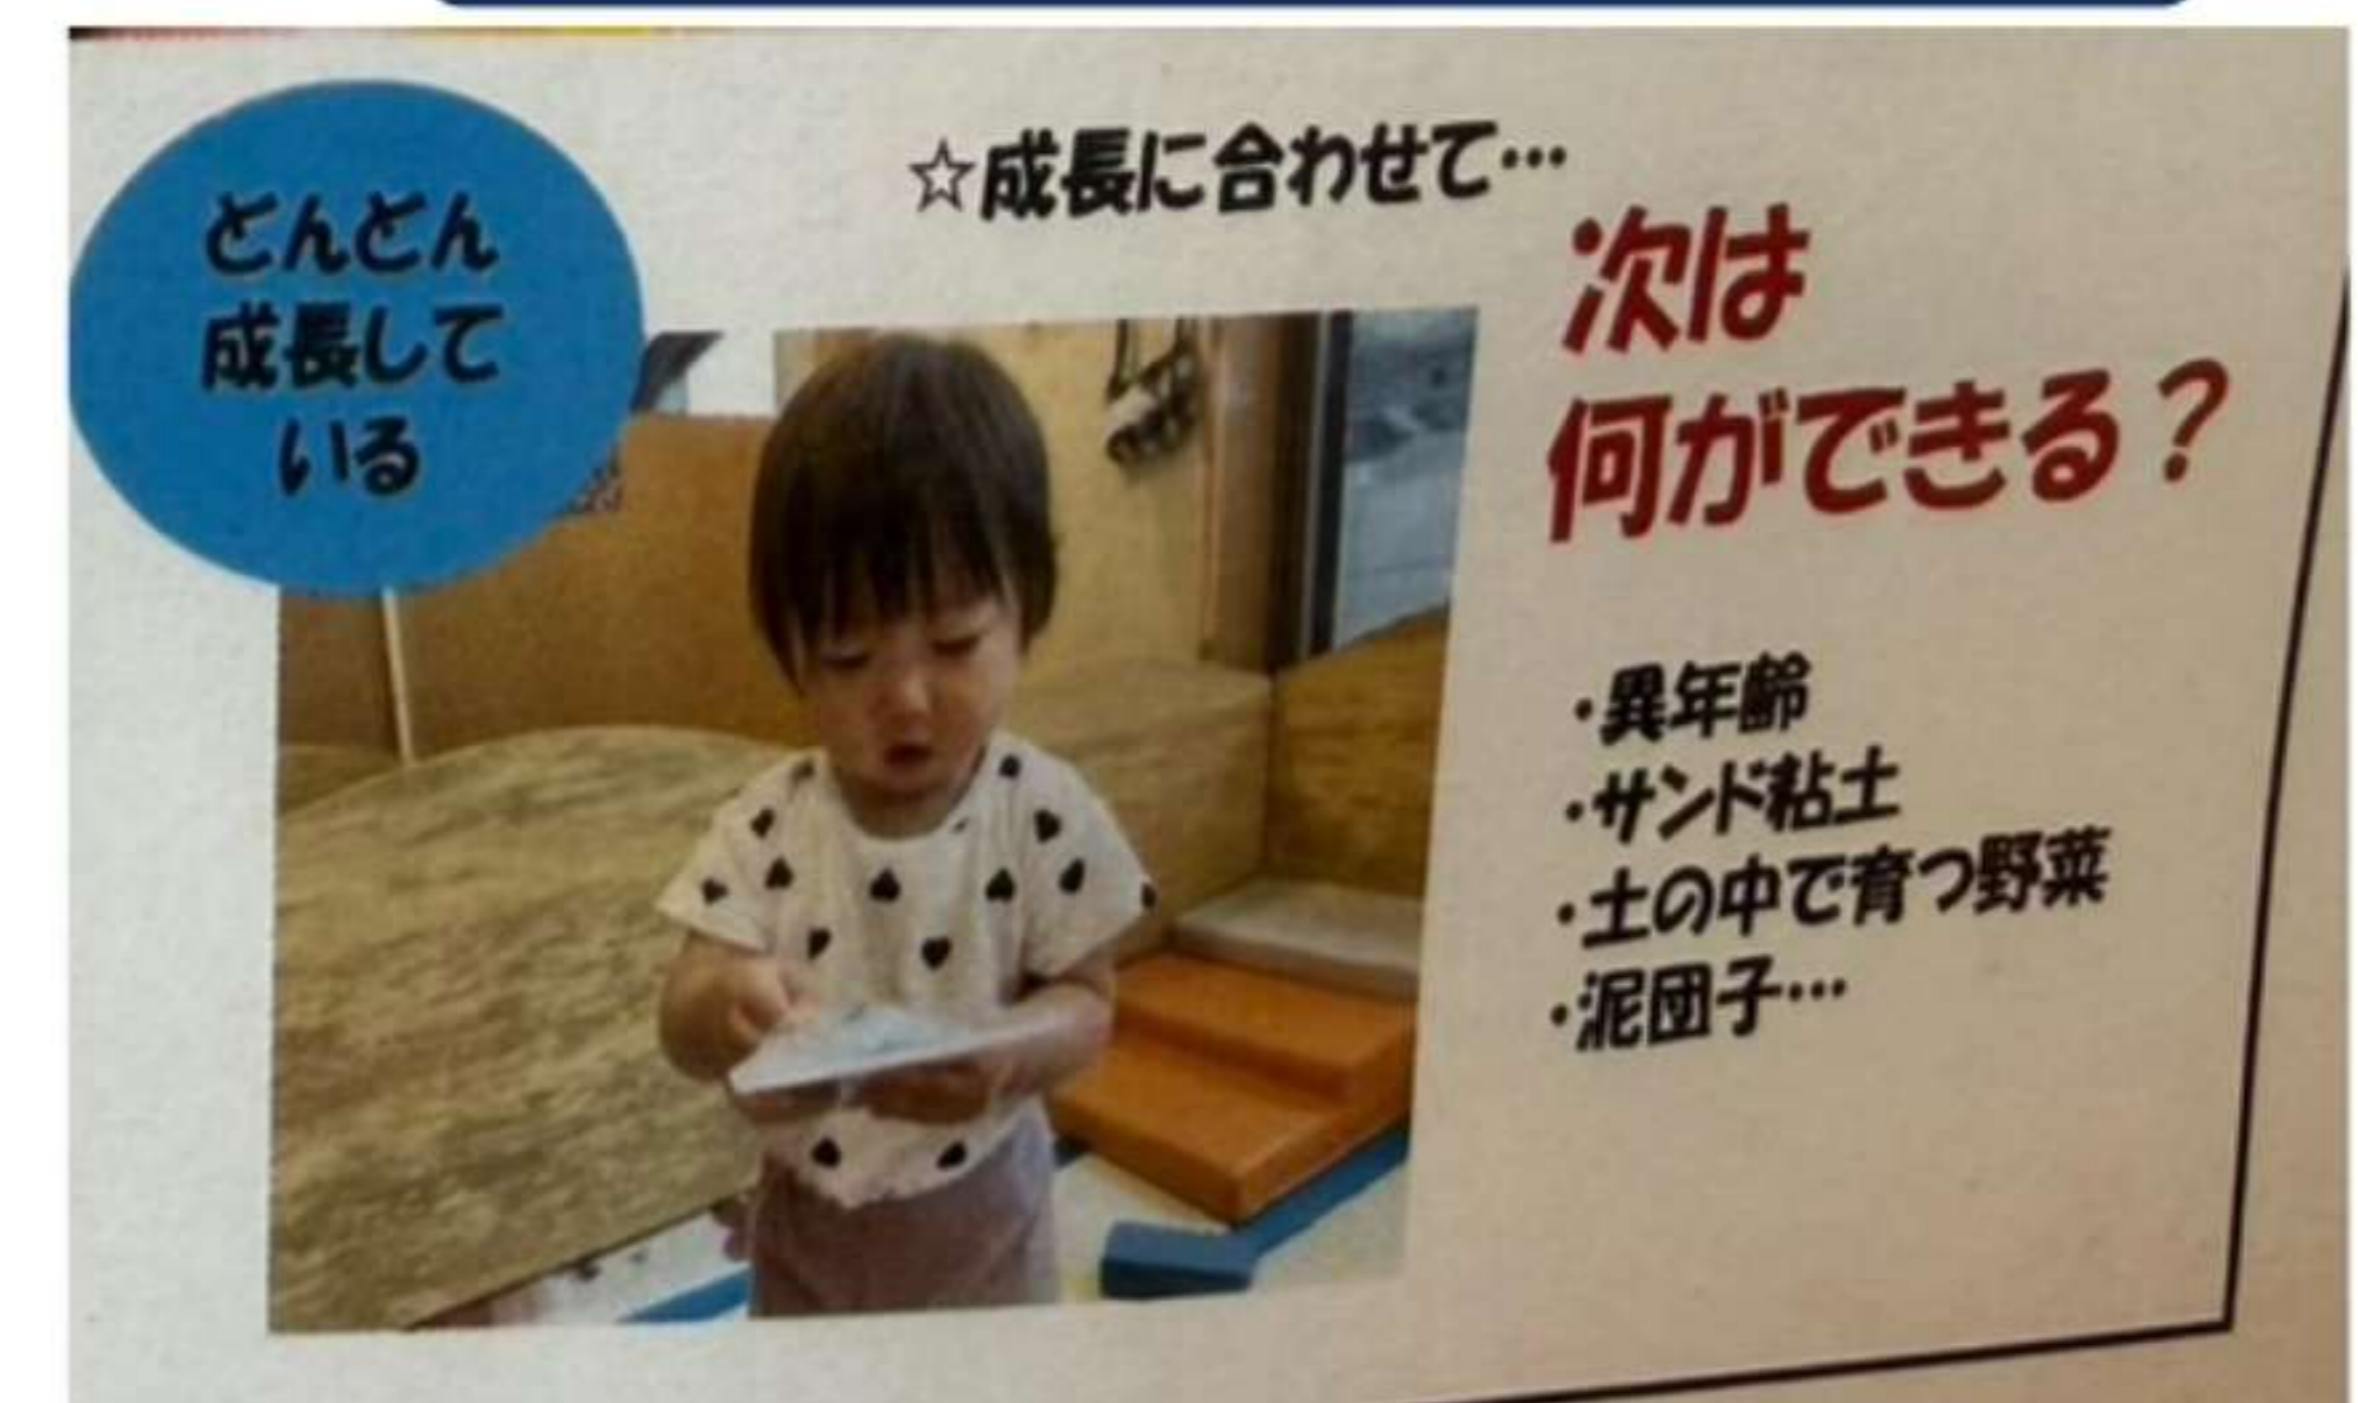 どんどん
成長して
いる
☆成長に合わせて…
次は
何ができる？
・異年齢
・サンド粘土
・土の中で育つ野菜
・泥団子…